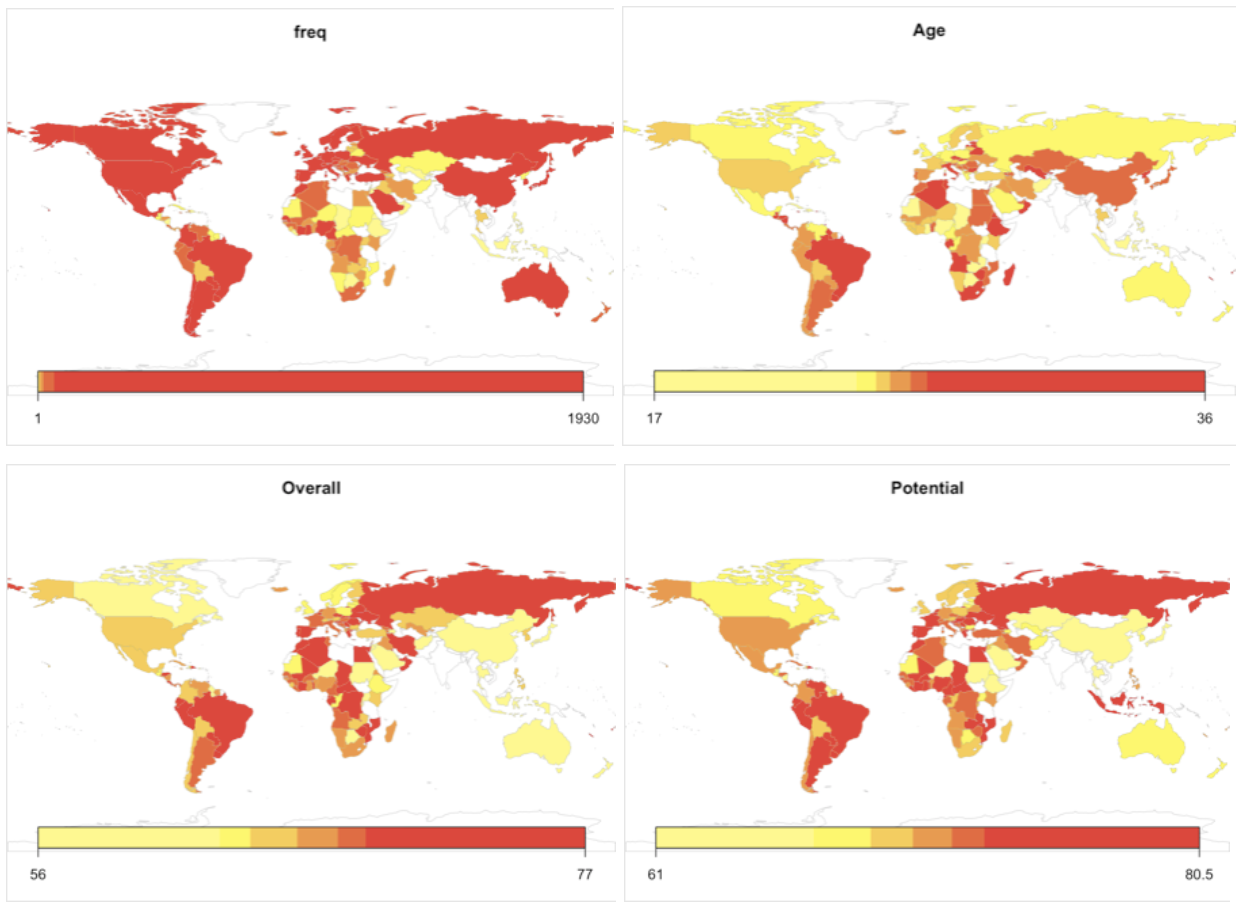 freq
1 1930
Age
17 36
Overall
56 77
Potential
61 80.5